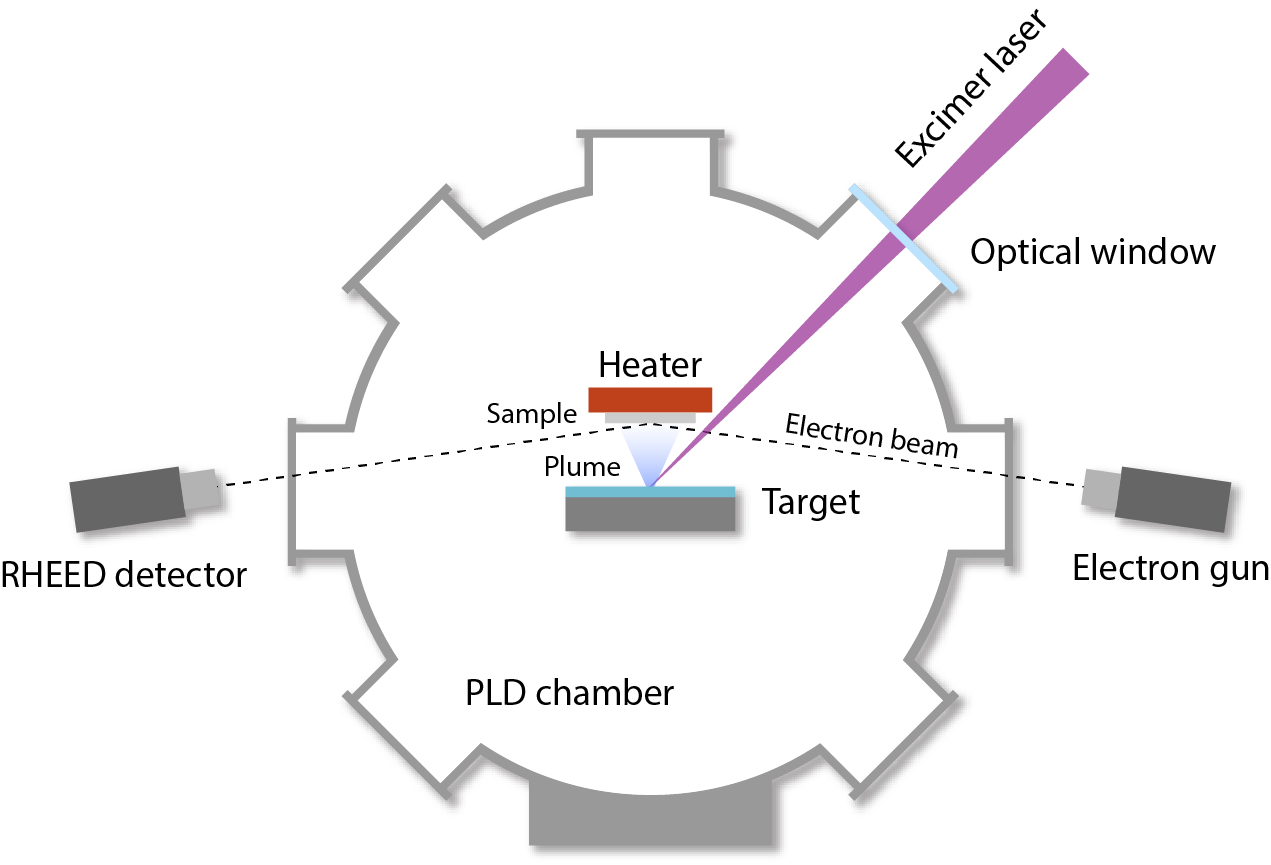 Excimer laser
Optical window
Heater
Sample
Electron beam
Plume
Target
RHEED detector
Electron gun
PLD chamber